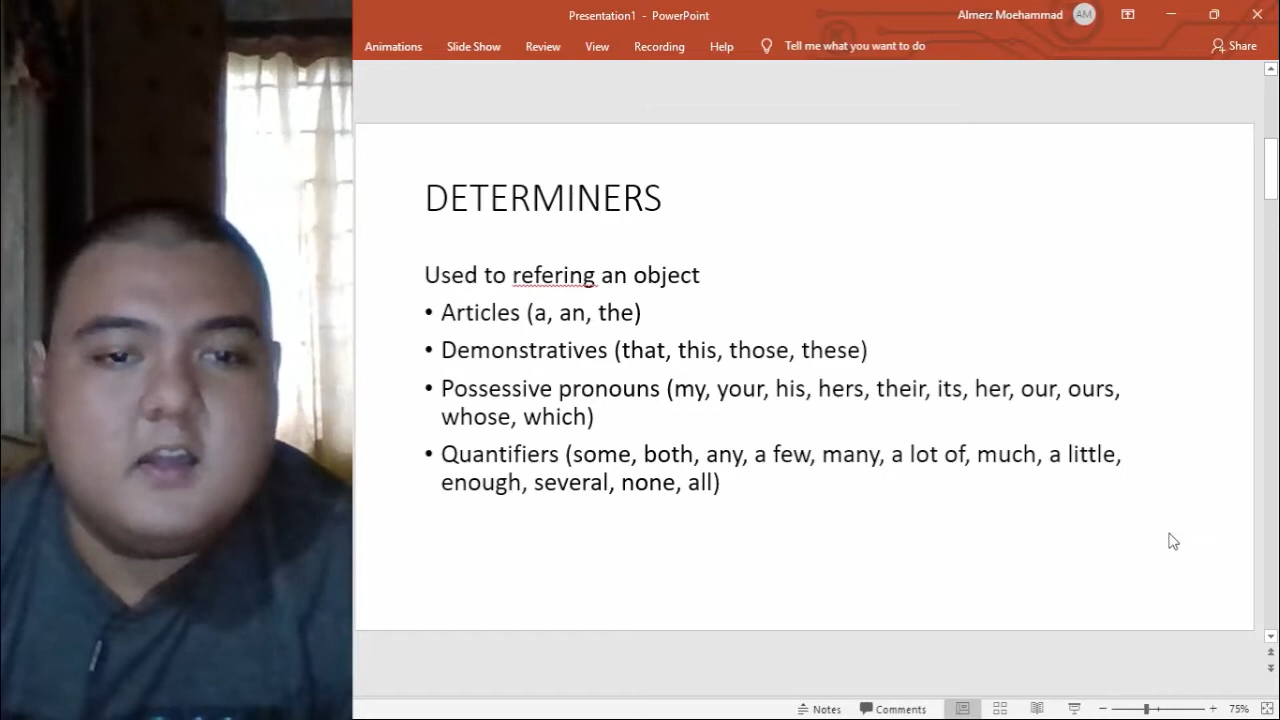 Presentation1 - PowerPoint
Almerz Moehammad
AM
Animations
Slide Show
Review
View
Recording
Help
Tell me what you want to do
Share
DETERMINERS
Used to refering an object
• Articles (a, an, the)
• Demonstratives (that, this, those, these)
• Possessive pronouns (my, your, his, hers, their, its, her, our, ours,
whose, which)
• Quantifiers (some, both, any, a few, many, a lot of, much, a little,
enough, several, none, all)
Notes
Comments
75%